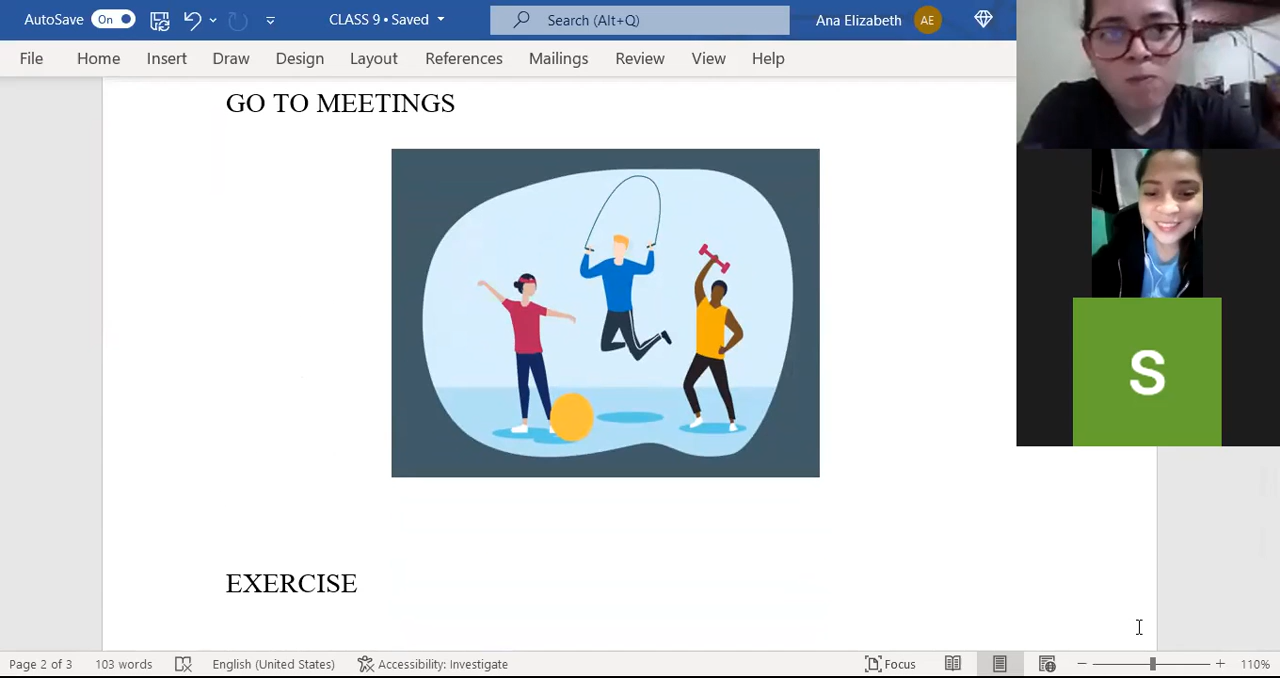 AutoSave On CLASS 9 • Saved Search (Alt+Q) Ana Elizabeth AE
File Home Insert Draw Design Layout References Mailings Review View Help
GO TO MEETINGS
S
EXERCISE
Page 2 of 3 103 words English (United States) Accessibility: Investigate Focus 110%